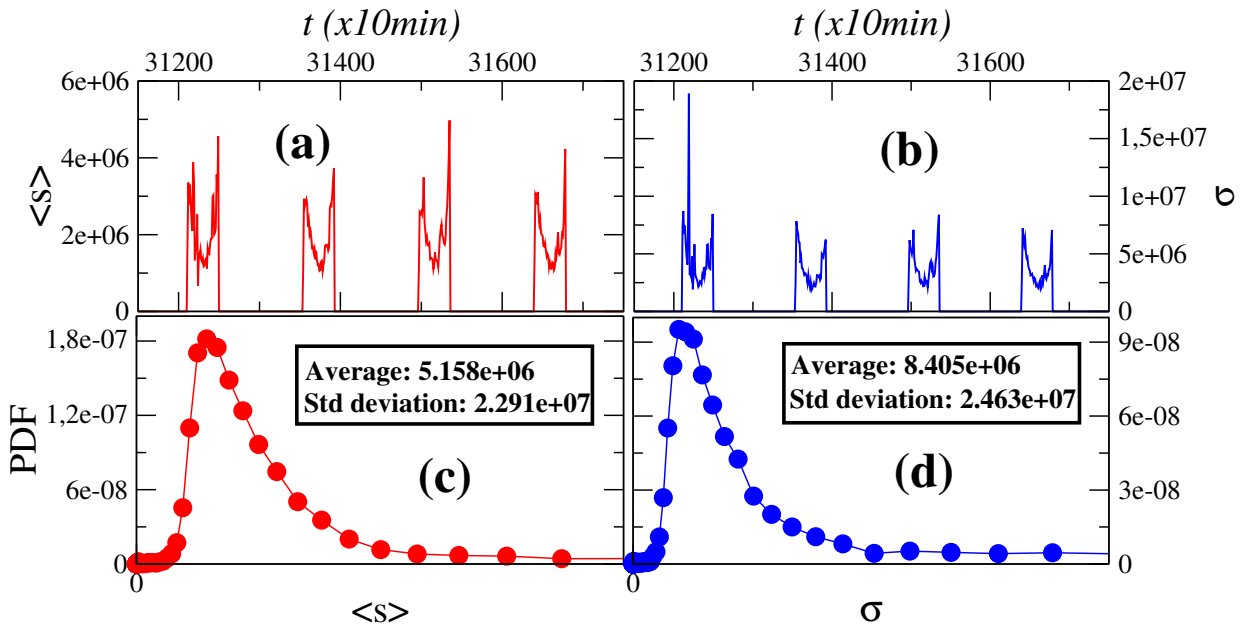 t (x10min) t (x10min)
31200 31400 31600 31200 31400 31600
6e+06 2e+07
(a) (b)
1,5e+07
4e+06
<s> 1e+07 σ
2e+06
5e+06
0 0
1,8e-07 9e-08
Average: 5.158e+06 Average: 8.405e+06
Std deviation: 2.291e+07 Std deviation: 2.463e+07
1,2e-07 6e-08
PDF
(c) (d)
6e-08 3e-08
0 0
0 0
<s> σ